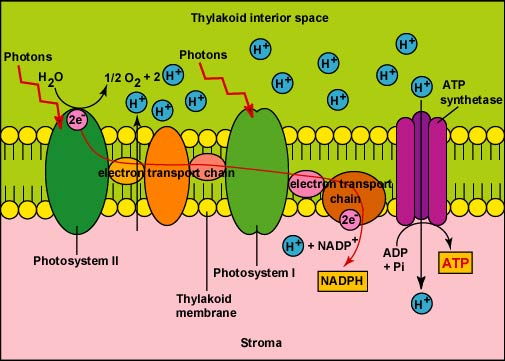 Thylakoid interior space
Photons
Photons
H₂O
1/2 O₂ + 2
H⁺
H⁺
H⁺
H⁺
H⁺
H⁺
H⁺
H⁺
H⁺
H⁺
H⁺
ATP
synthetase
2e⁻
electron transport chain
electron transport
chain
2e⁻
Photosystem II
Photosystem I
Thylakoid
membrane
H⁺ + NADP⁺
NADPH
ADP
+ Pi
ATP
H⁺
Stroma